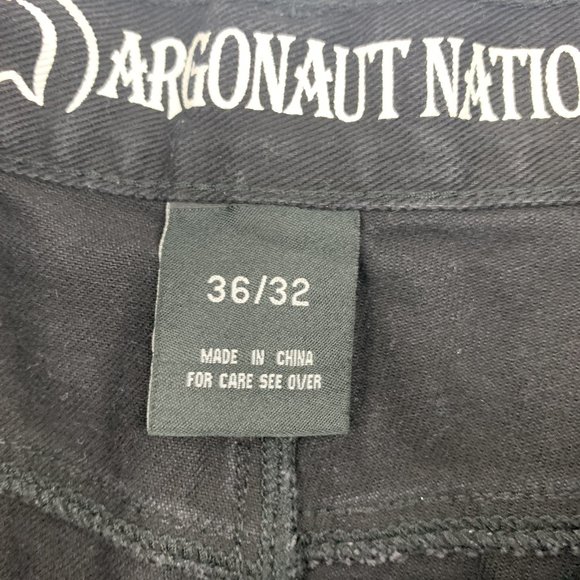 ARGONAUT NATIO
36/32
MADE IN CHINA
FOR CARE SEE OVER